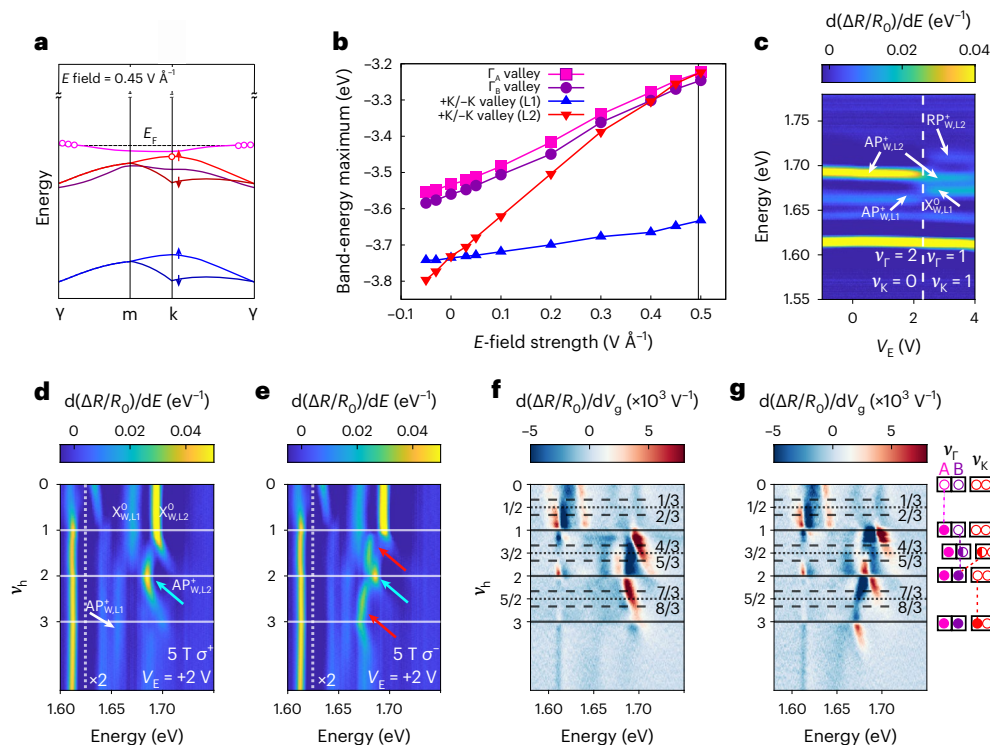 a
E field = 0.45 V Å⁻¹
E_F
Energy
γ
m
k
γ
b
Γ_A valley
Γ_B valley
+K/−K valley (L1)
+K/−K valley (L2)
Band-energy maximum (eV)
−3.2
−3.3
−3.4
−3.5
−3.6
−3.7
−3.8
−0.1
0
0.1
0.2
0.3
0.4
0.5
E-field strength (V Å⁻¹)
c
d(ΔR/R₀)/dE (eV⁻¹)
0
0.02
0.04
Energy (eV)
1.75
1.70
1.65
1.60
1.55
RP⁺_W,L2
AP⁺_W,L2
AP⁺_W,L1
X⁰_W,L1
ν_Γ = 2
ν_Γ = 1
ν_K = 0
ν_K = 1
0
2
4
V_E (V)
d
d(ΔR/R₀)/dE (eV⁻¹)
0
0.02
0.04
ν_h
0
1
2
3
X⁰_W,L1
X⁰_W,L2
AP⁺_W,L2
AP⁺_W,L1
5 T σ⁺
×2
V_E = +2 V
1.60
1.65
1.70
Energy (eV)
e
d(ΔR/R₀)/dE (eV⁻¹)
0
0.02
0.04
0
1
2
3
5 T σ⁻
×2
V_E = +2 V
1.60
1.65
1.70
Energy (eV)
f
d(ΔR/R₀)/dV_g (×10³ V⁻¹)
−5
0
5
0
1/2
1
3/2
2
5/2
3
1/3
2/3
4/3
5/3
7/3
8/3
1.60
1.65
1.70
Energy (eV)
g
d(ΔR/R₀)/dV_g (×10³ V⁻¹)
−5
0
5
0
1/2
1
3/2
2
5/2
3
1/3
2/3
4/3
5/3
7/3
8/3
1.60
1.65
1.70
Energy (eV)
ν_Γ
ν_K
A
B